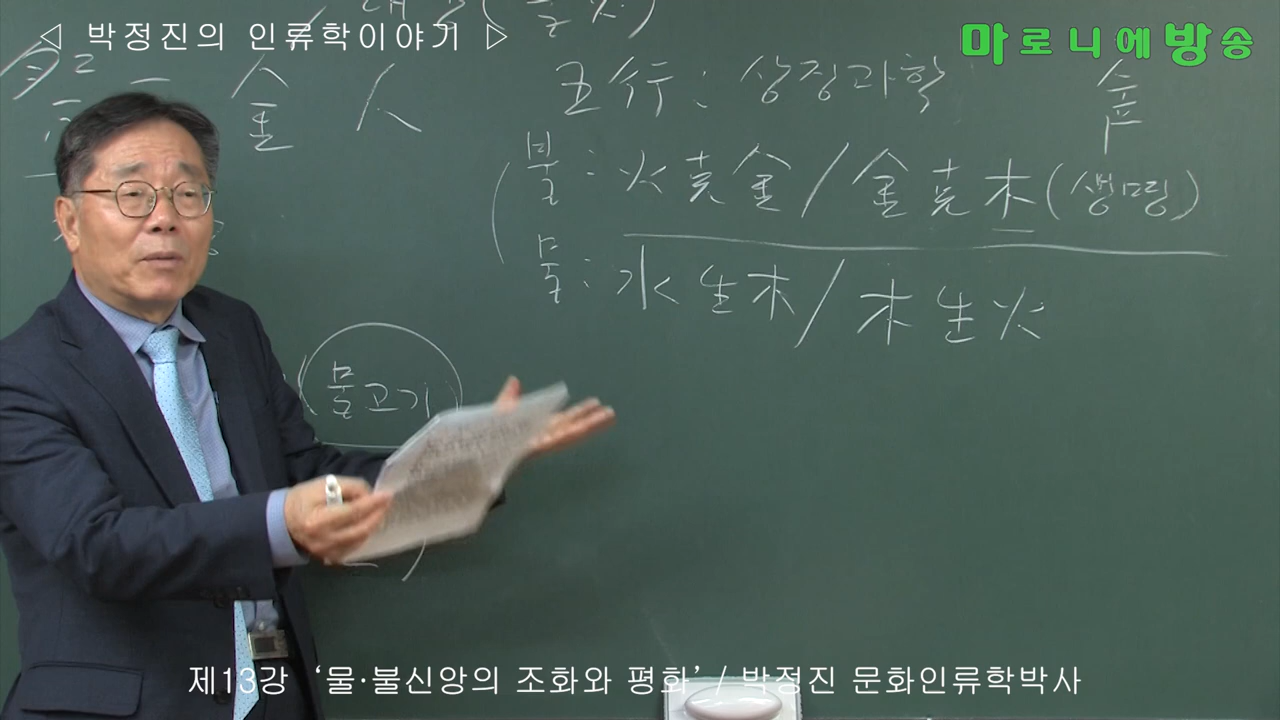 ◁ 박정진의 인류학이야기 ▷
마로니에방송
金 人
五行 : 상징과학 숲
불 : 火克金 / 金克木 (생명)
물 : 水生木 / 木生火
물고기
제13강 ‘물·불신앙의 조화와 평화’ / 박정진 문화인류학박사